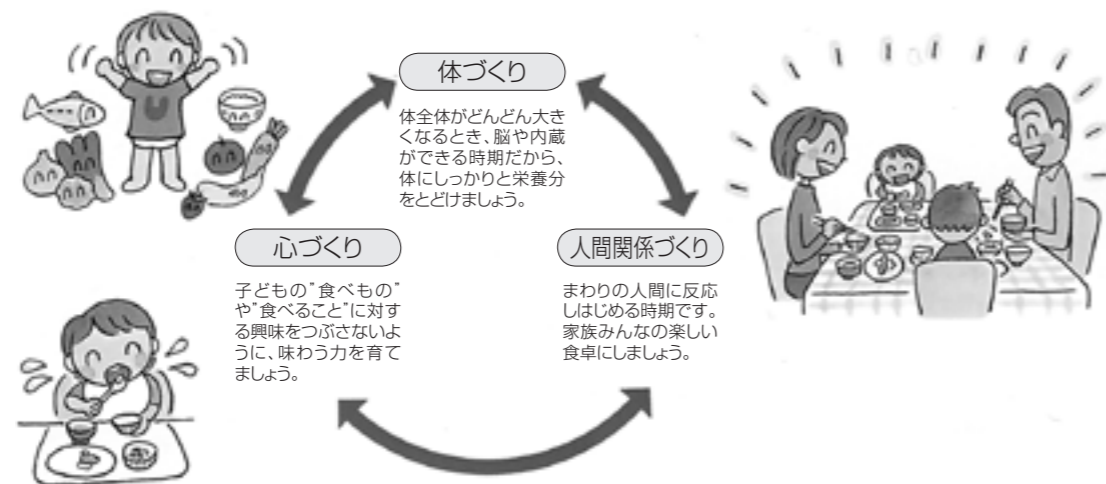 体づくり
体全体がどんどん大き
くなるとき、脳や内蔵
ができる時期だから、
体にしっかりと栄養分
をとどけましょう。
心づくり
子どもの"食べもの"
や"食べること"に対す
る興味をつぶさないよ
うに、味わう力を育て
ましょう。
人間関係づくり
まわりの人間に反応
しはじめる時期です。
家族みんなの楽しい
食卓にしましょう。